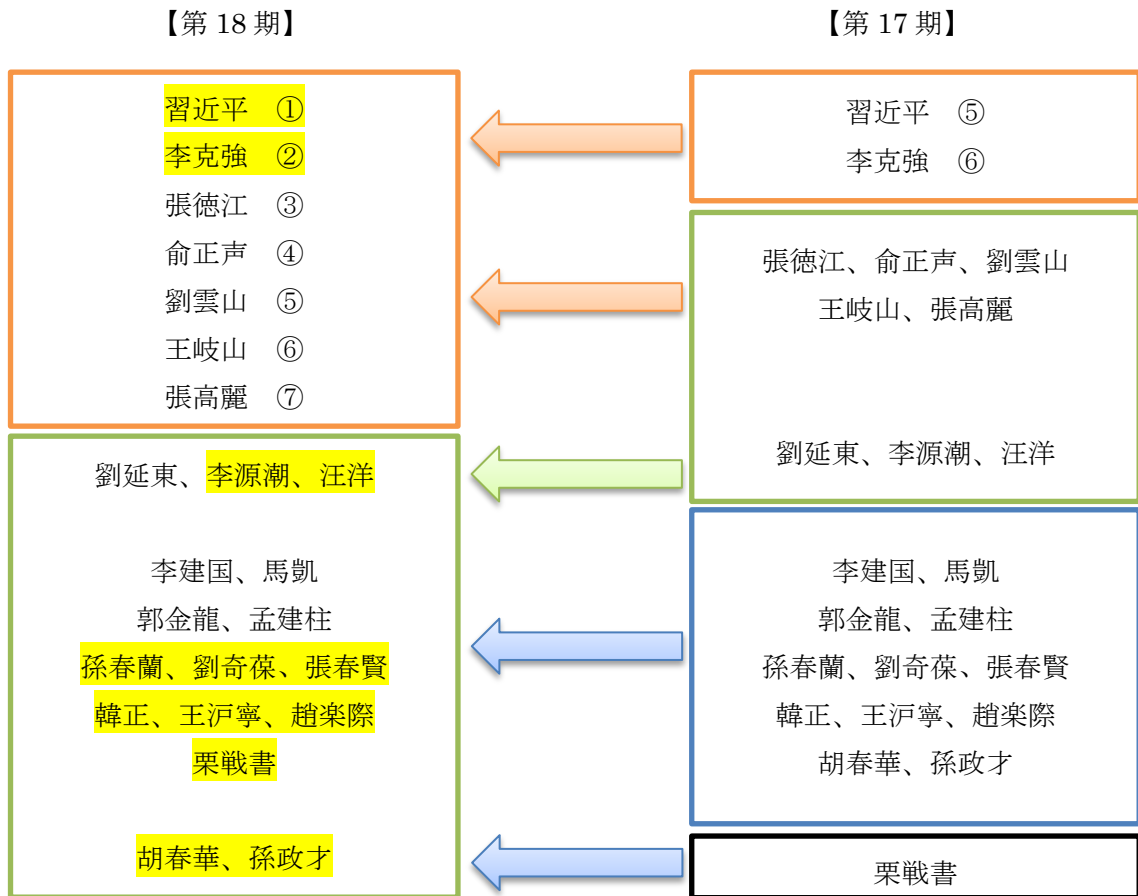 【第 18 期】
習近平　①
李克強　②
張徳江　③
俞正声　④
劉雲山　⑤
王岐山　⑥
張高麗　⑦
劉延東、李源潮、汪洋
李建国、馬凱
郭金龍、孟建柱
孫春蘭、劉奇葆、張春賢
韓正、王沪寧、趙楽際
栗戦書
胡春華、孫政才
【第 17 期】
習近平　⑤
李克強　⑥
張徳江、俞正声、劉雲山
王岐山、張高麗
劉延東、李源潮、汪洋
李建国、馬凱
郭金龍、孟建柱
孫春蘭、劉奇葆、張春賢
韓正、王沪寧、趙楽際
胡春華、孫政才
栗戦書